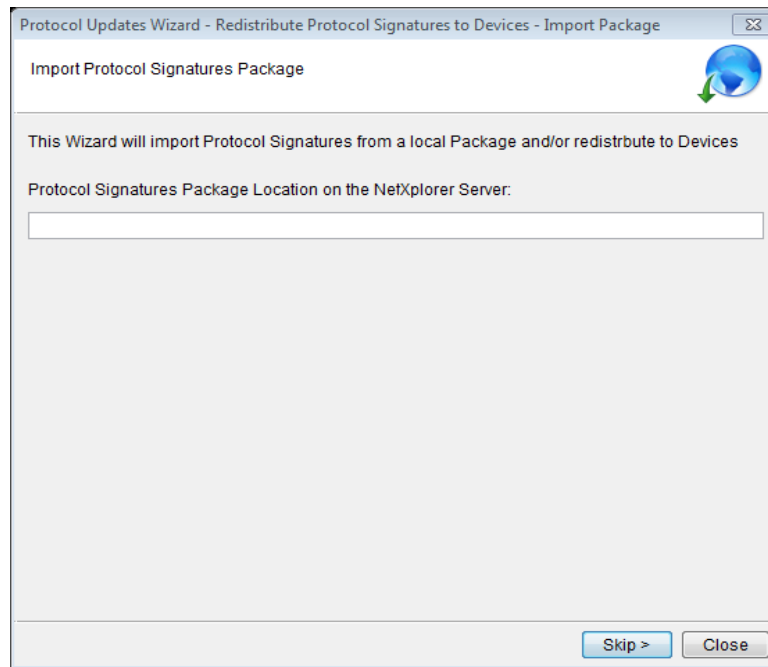 Protocol Updates Wizard - Redistribute Protocol Signatures to Devices - Import Package
Import Protocol Signatures Package
This Wizard will import Protocol Signatures from a local Package and/or redistrbute to Devices
Protocol Signatures Package Location on the NetXplorer Server:
Skip >
Close